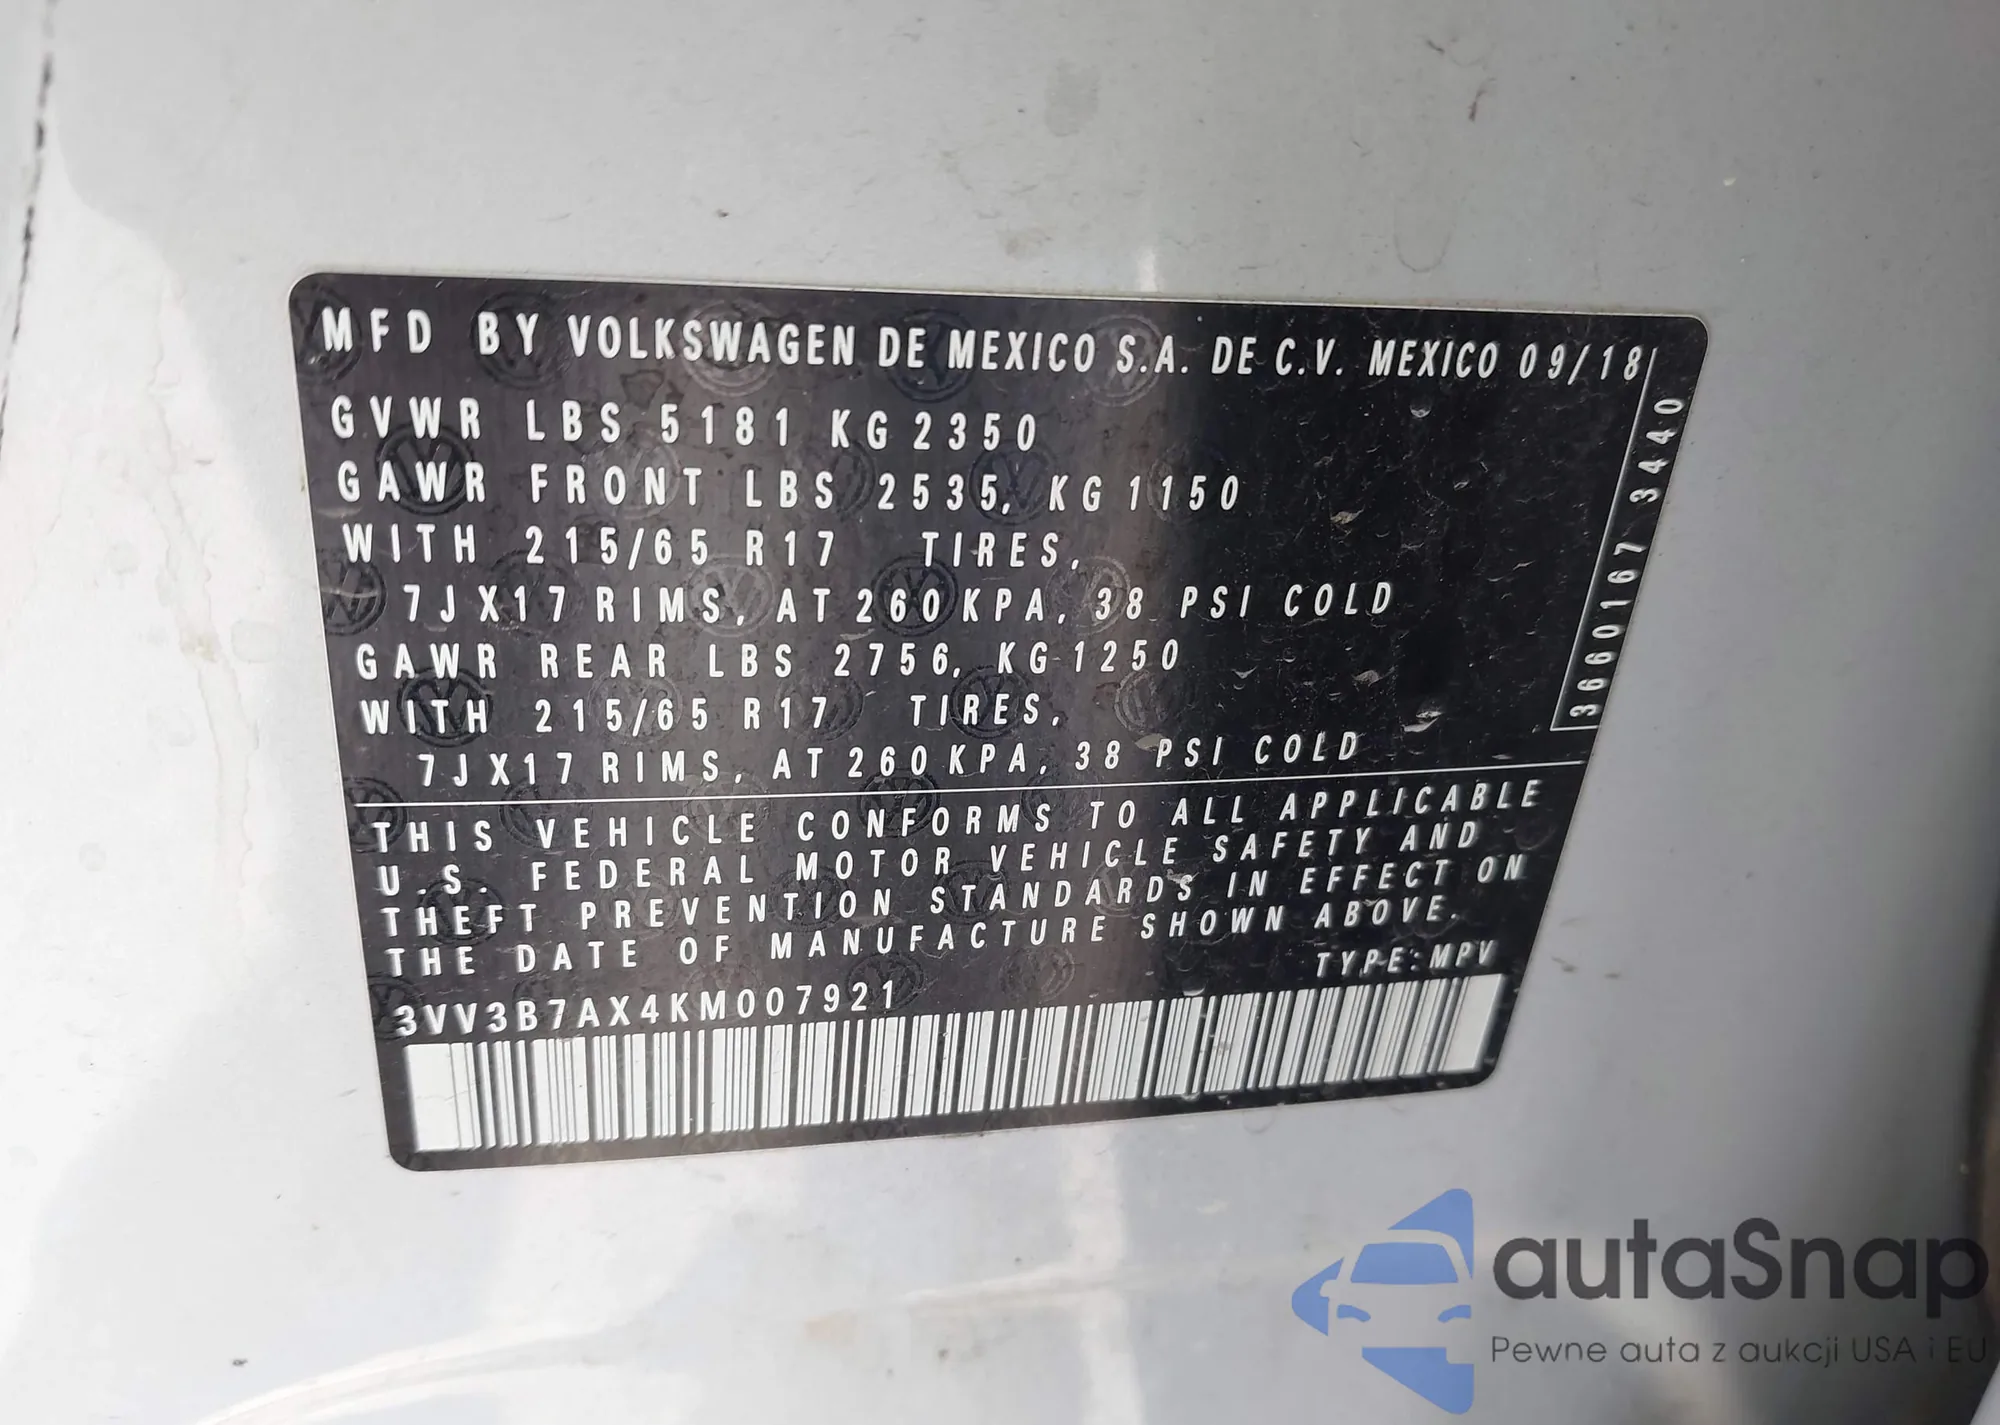 MFD BY VOLKSWAGEN DE MEXICO S.A. DE C.V. MEXICO 09/18
GVWR LBS 5181 KG 2350
GAWR FRONT LBS 2535, KG 1150
WITH 215/65 R17 TIRES,
7JX17 RIMS, AT 260 KPA, 38 PSI COLD
GAWR REAR LBS 2756, KG 1250
WITH 215/65 R17 TIRES,
7JX17 RIMS, AT 260 KPA, 38 PSI COLD
3660167 3440
THIS VEHICLE CONFORMS TO ALL APPLICABLE
U.S. FEDERAL MOTOR VEHICLE SAFETY AND
THEFT PREVENTION STANDARDS IN EFFECT ON
THE DATE OF MANUFACTURE SHOWN ABOVE.
TYPE: MPV
3VV3B7AX4KM007921
autaSnap
Pewne auta z aukcji USA i EU